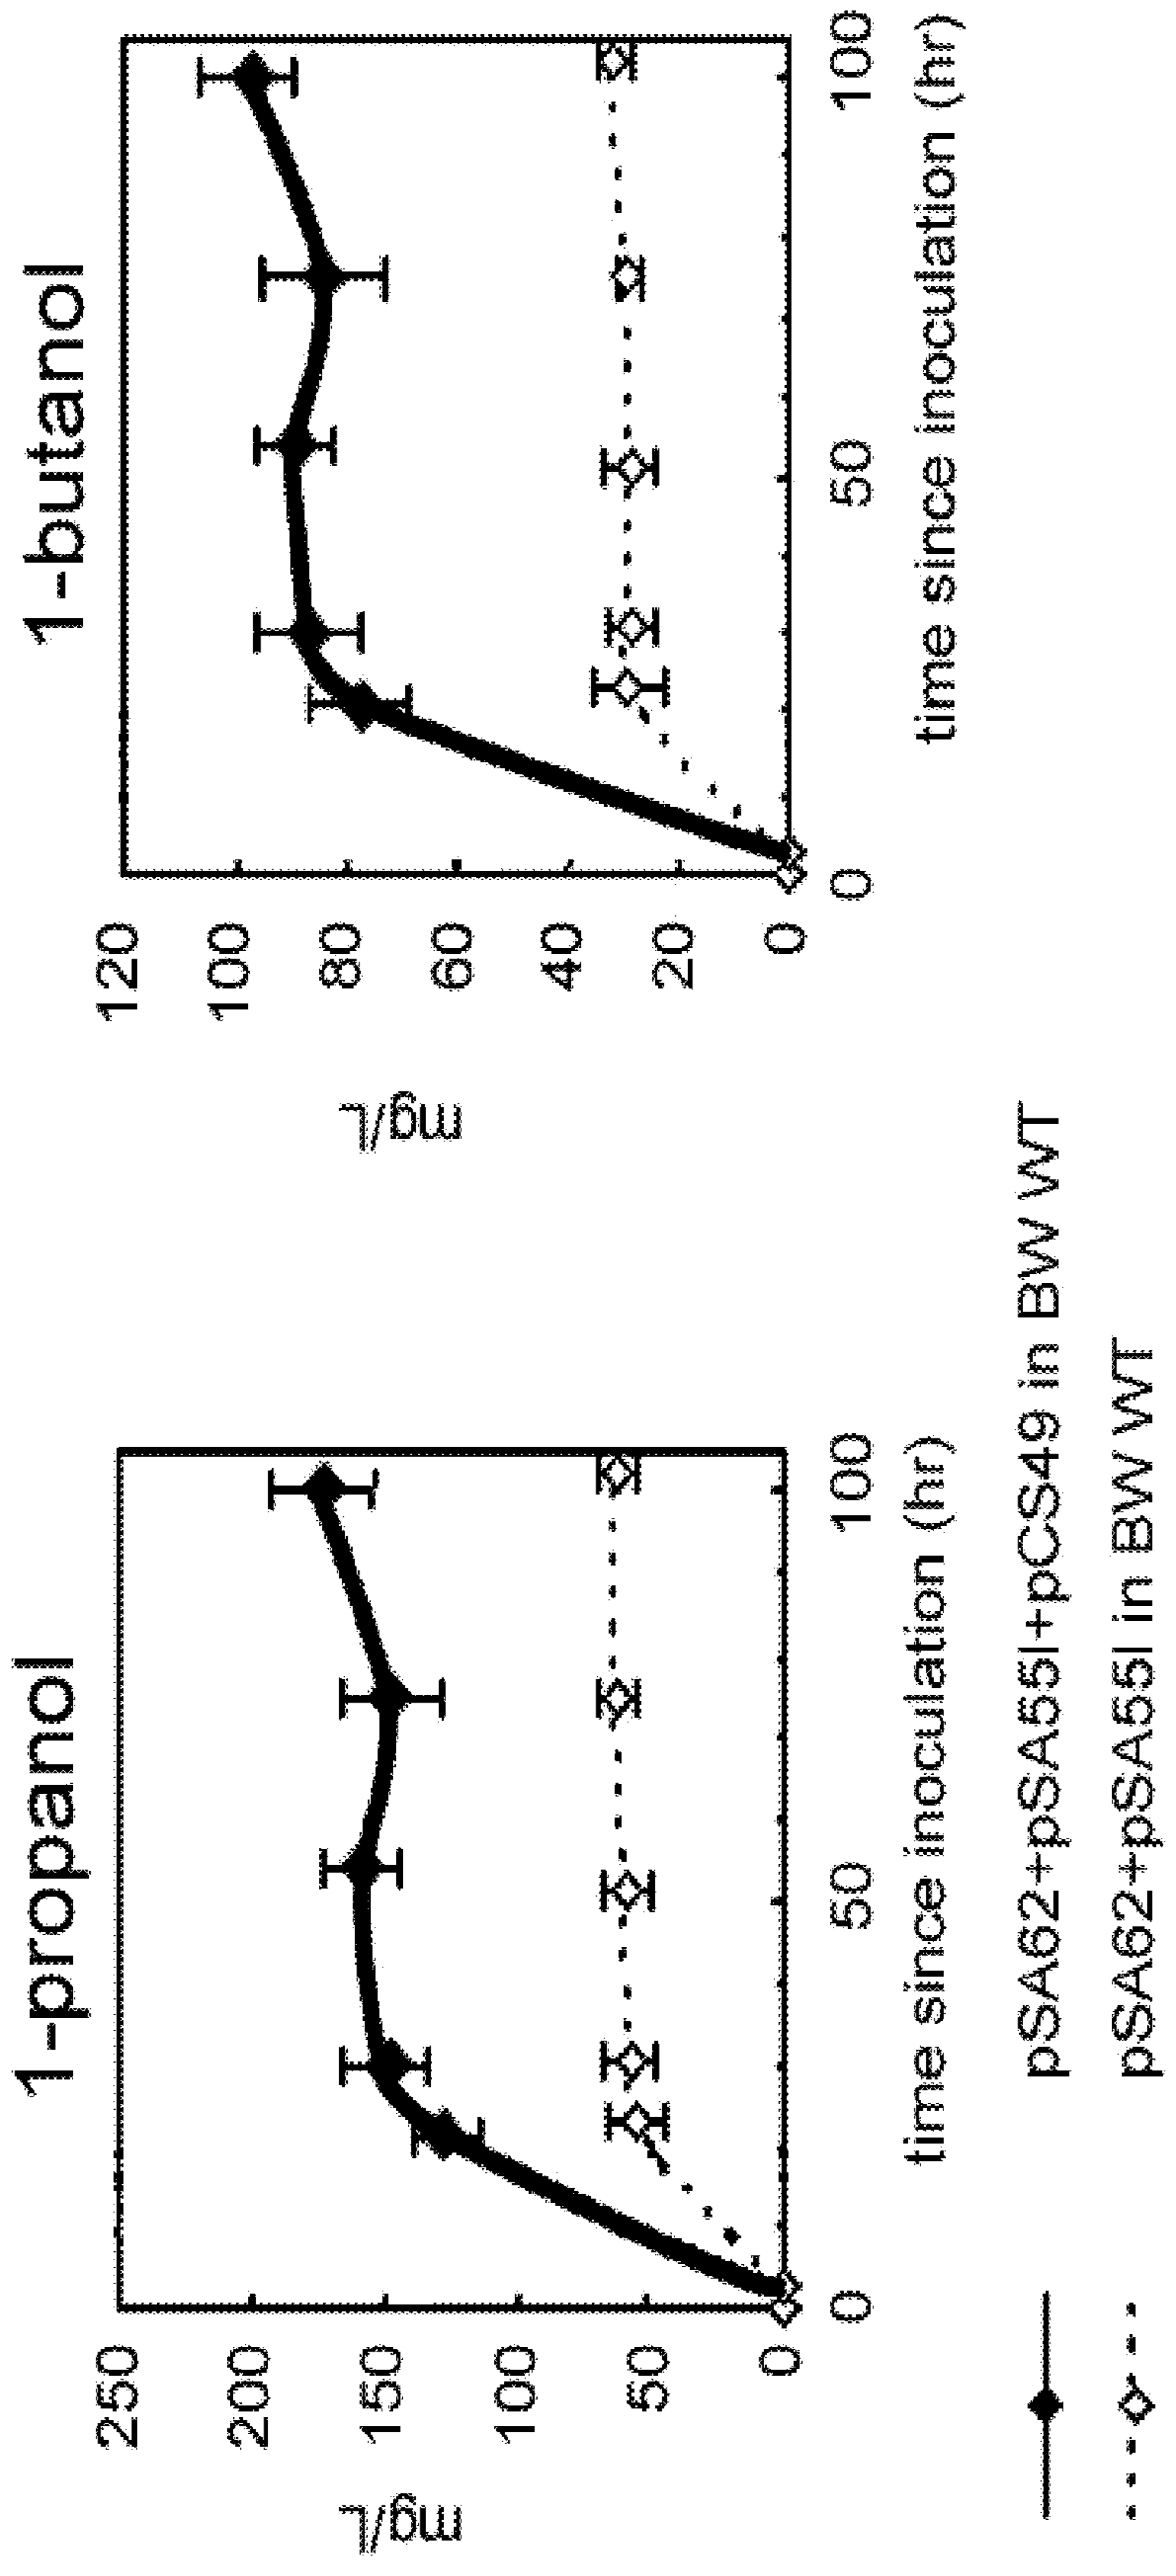 1-propanol
mg/L
250
200
150
100
50
0
0 50 100
time since inoculation (hr)
1-butanol
mg/L
120
100
80
60
40
20
0
0 50 100
time since inoculation (hr)
pSA62+pSA55I+pCS49 in BW WT
pSA62+pSA55I in BW WT